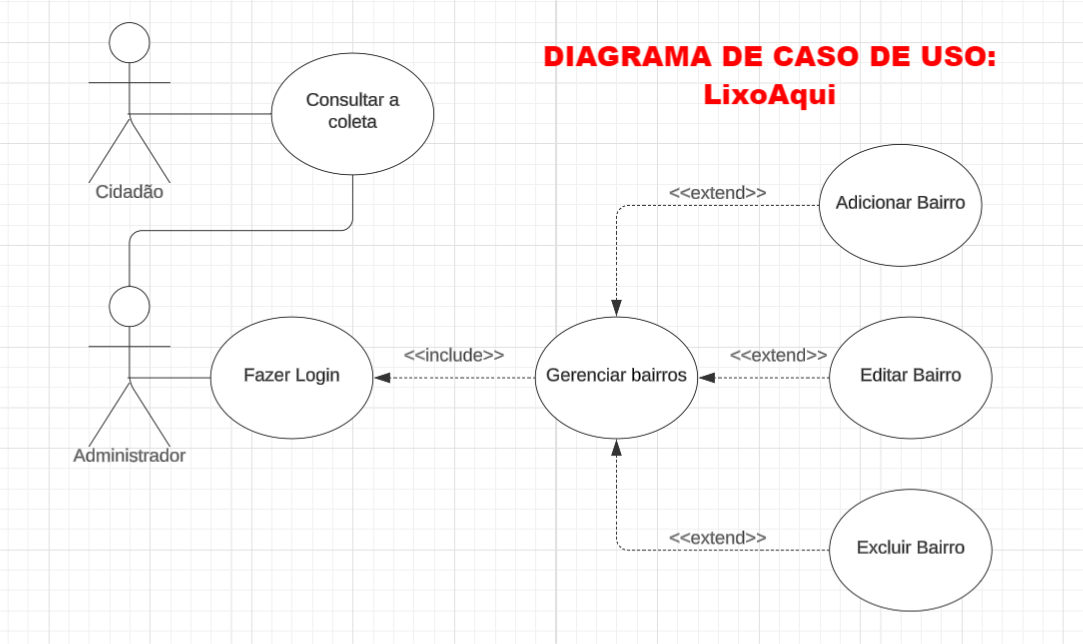 DIAGRAMA DE CASO DE USO:
LixoAqui
Consultar a
coleta
Cidadão
<<extend>>
Adicionar Bairro
<<include>>
<<extend>>
Fazer Login
Gerenciar bairros
Editar Bairro
Administrador
<<extend>>
Excluir Bairro